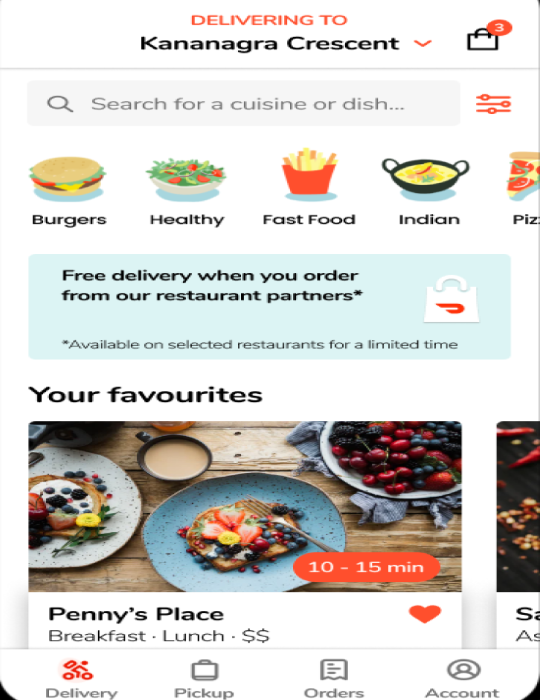 DELIVERING TO
Kananagra Crescent
3
Search for a cuisine or dish...
Burgers
Healthy
Fast Food
Indian
Piz
Free delivery when you order
from our restaurant partners*
*Available on selected restaurants for a limited time
Your favourites
10 - 15 min
Penny's Place
Breakfast · Lunch · $$
Sa
As
Delivery
Pickup
Orders
Account